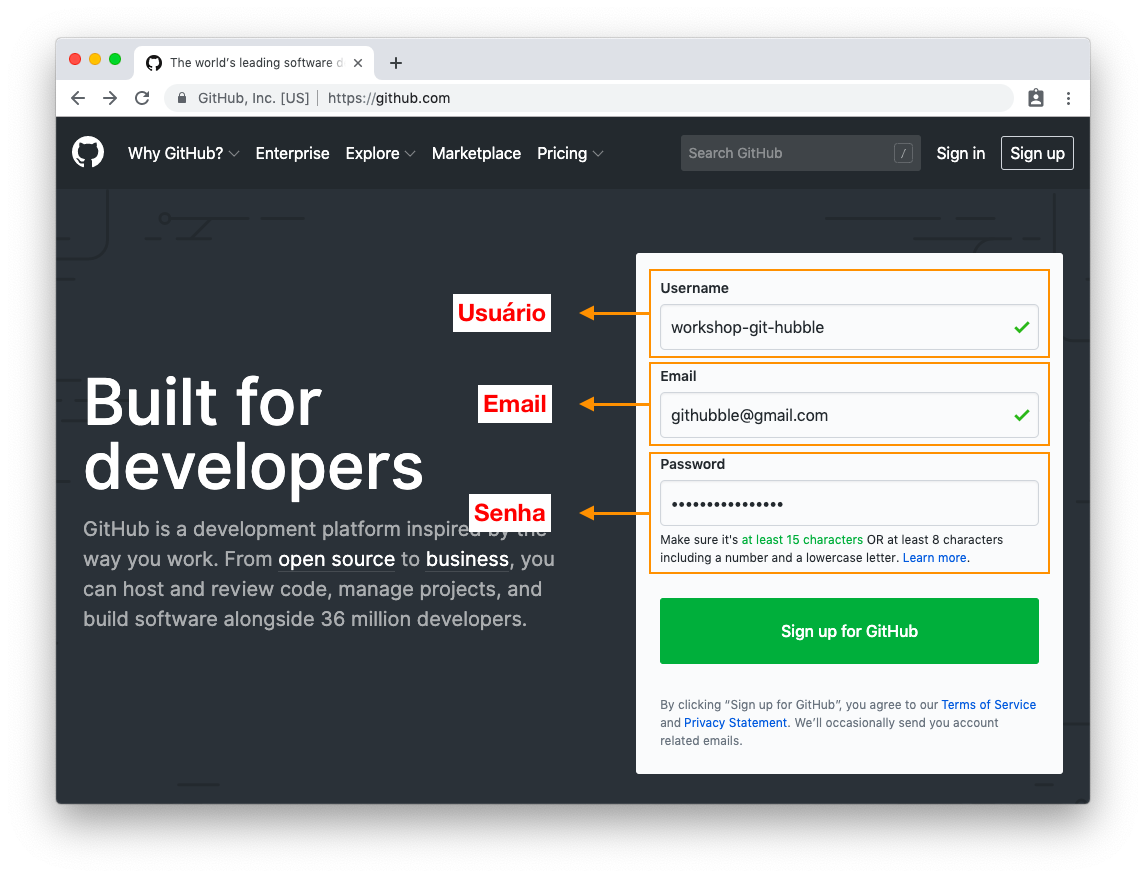 The world's leading software d
GitHub, Inc. [US] | https://github.com
Why GitHub? Enterprise Explore Marketplace Pricing Search GitHub / Sign in Sign up
Username
Usuário
workshop-git-hubble
Email
Email
githubble@gmail.com
Built for
developers
Password
••••••••••••••••
Senha
Make sure it's at least 15 characters OR at least 8 characters
including a number and a lowercase letter. Learn more.
GitHub is a development platform inspired by the
way you work. From open source to business, you
can host and review code, manage projects, and
build software alongside 36 million developers.
Sign up for GitHub
By clicking “Sign up for GitHub”, you agree to our Terms of Service
and Privacy Statement. We’ll occasionally send you account
related emails.